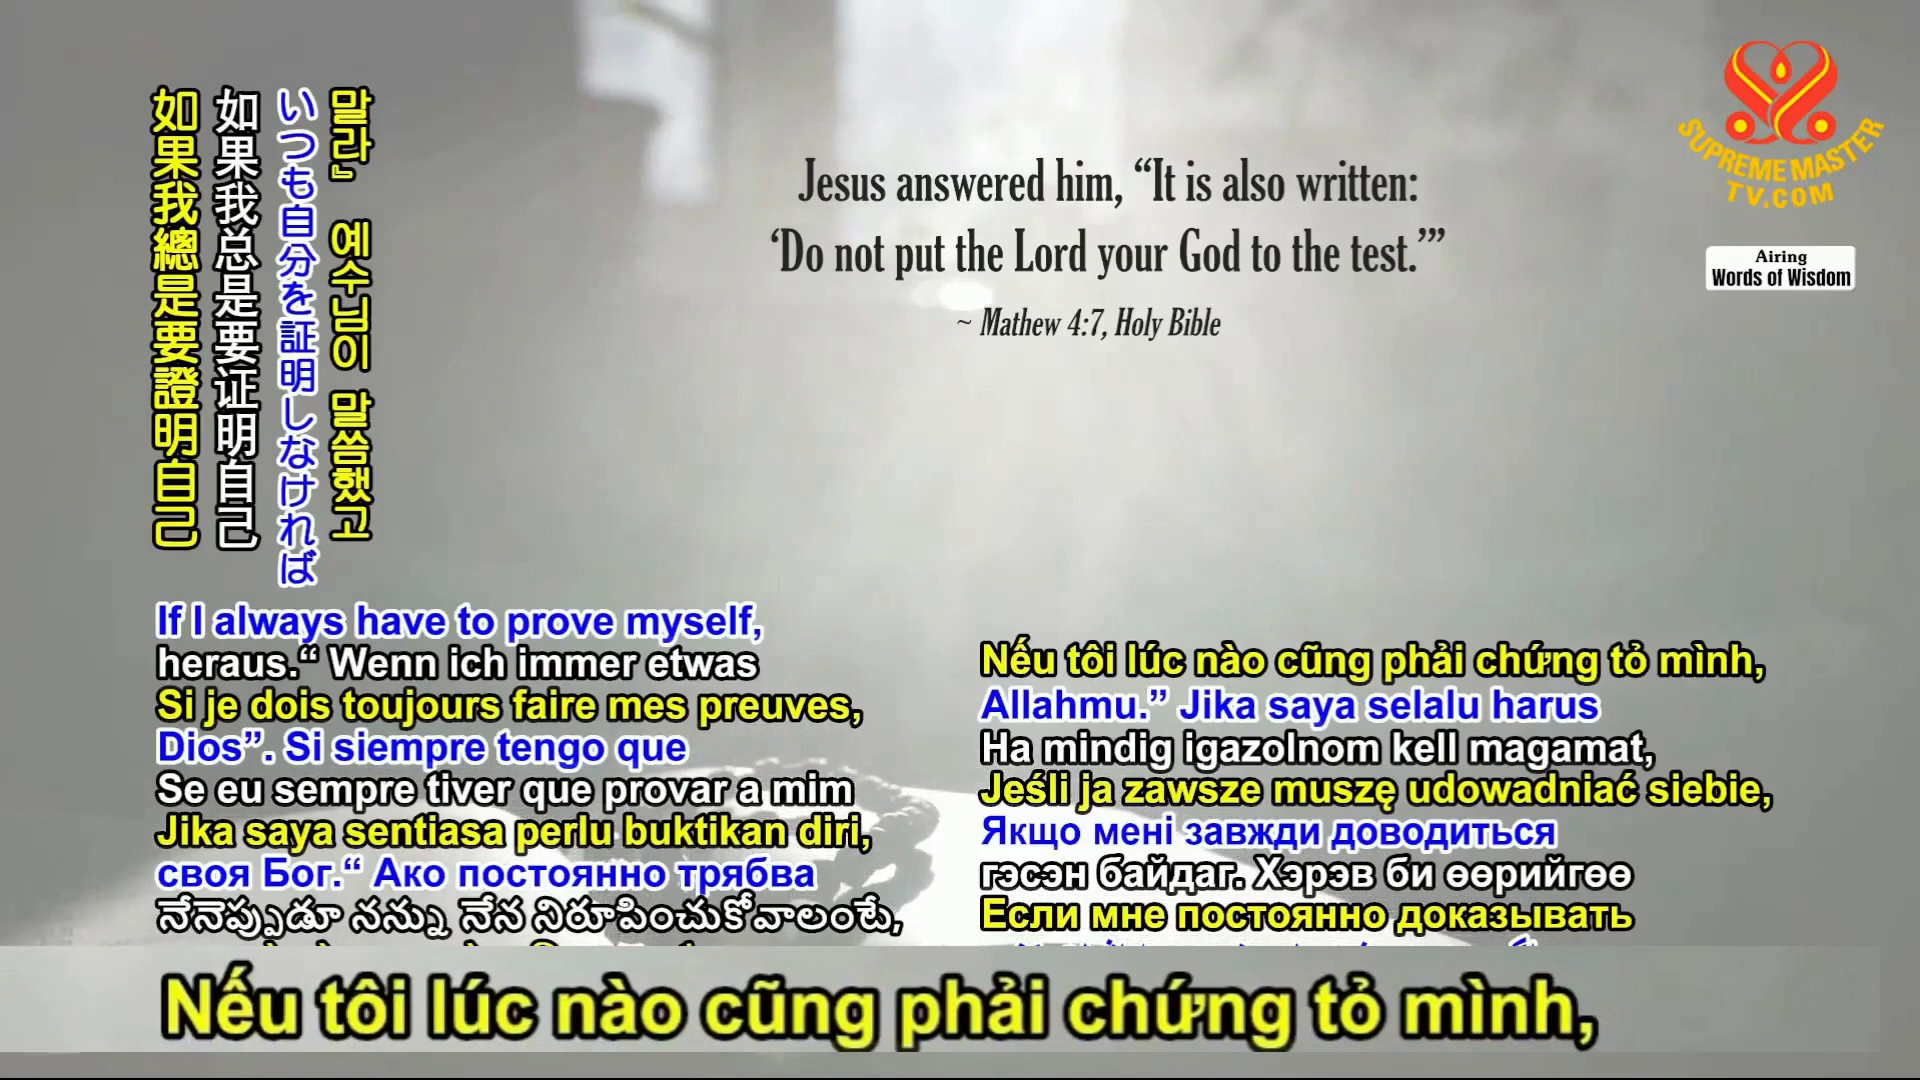 如果我總是要證明自己
如果我总是要证明自己
いつも自分を証明しなければ
말라』 예수님이 말씀했고
Jesus answered him, “It is also written:
‘Do not put the Lord your God to the test.’”
~ Mathew 4:7, Holy Bible
SUPREME MASTER
TV.COM
Airing
Words of Wisdom
If I always have to prove myself,
heraus.“ Wenn ich immer etwas
Si je dois toujours faire mes preuves,
Dios”. Si siempre tengo que
Se eu sempre tiver que provar a mim
Jika saya sentiasa perlu buktikan diri,
своя Бог.“ Ако постоянно трябва
నేనెప్పుడూ నన్ను నేన నిరూపించుకోవాలంటే,
Nếu tôi lúc nào cũng phải chứng tỏ mình,
Allahmu.” Jika saya selalu harus
Ha mindig igazolnom kell magamat,
Jeśli ja zawsze muszę udowadniać siebie,
Якщо мені завжди доводиться
гэсэн байдаг. Хэрэв би өөрийгөө
Если мне постоянно доказывать
Nếu tôi lúc nào cũng phải chứng tỏ mình,